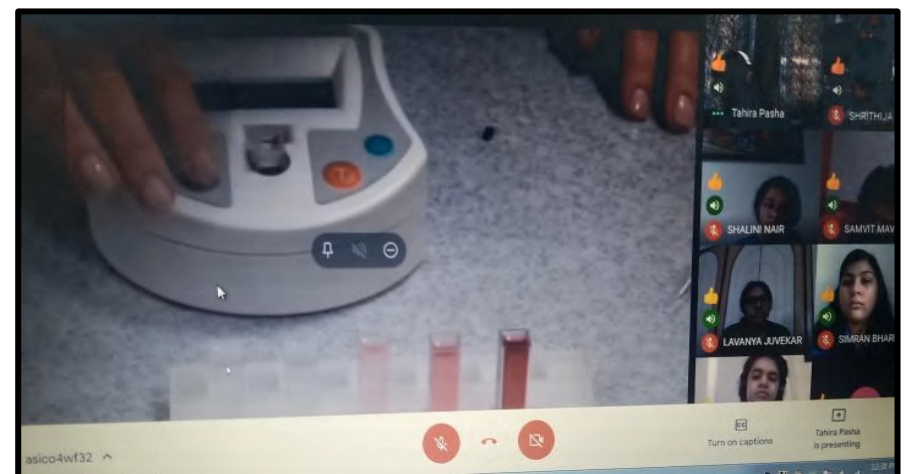 Tahira Pasha
SHRITHIJA
SHALINI NAIR
SAMVIT MAV
LAVANYA JUVEKAR
SIMRAN BHAR
T
asico4wf32
Turn on captions
Tahira Pasha
is presenting